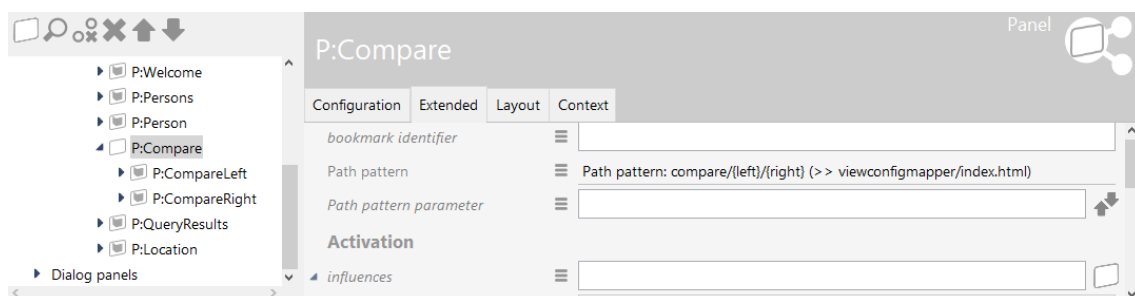 Panel
P:Compare
P:Welcome
P:Persons
P:Person
P:Compare
P:CompareLeft
P:CompareRight
P:QueryResults
P:Location
Dialog panels
Configuration Extended Layout Context
bookmark identifier
Path pattern Path pattern: compare/{left}/{right} (>> viewconfigmapper/index.html)
Path pattern parameter
Activation
influences